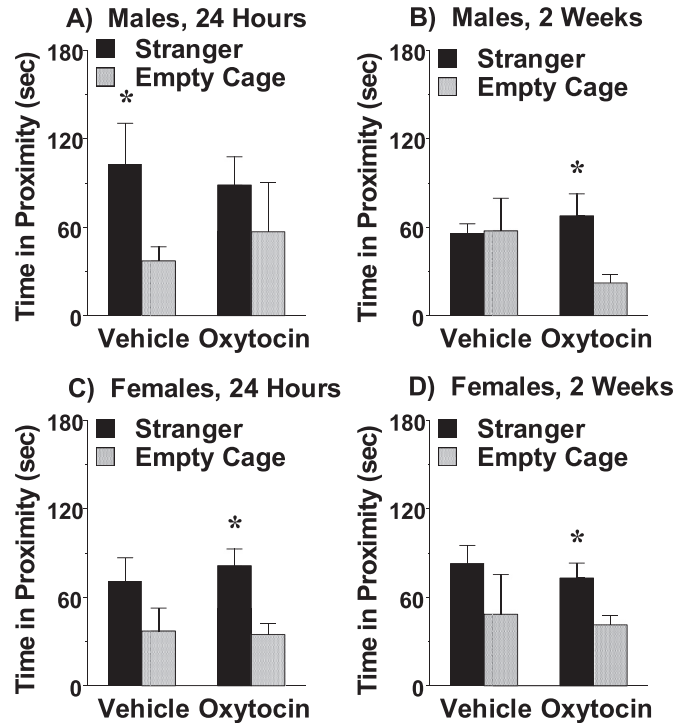 A) Males, 24 Hours
180
Stranger
Empty Cage
*
120
60
0
Time in Proximity (sec)
Vehicle Oxytocin
B) Males, 2 Weeks
180
Stranger
Empty Cage
120
*
60
0
Time in Proximity (sec)
Vehicle Oxytocin
C) Females, 24 Hours
180
Stranger
Empty Cage
120
*
60
0
Time in Proximity (sec)
Vehicle Oxytocin
D) Females, 2 Weeks
180
Stranger
Empty Cage
120
*
60
0
Time in Proximity (sec)
Vehicle Oxytocin